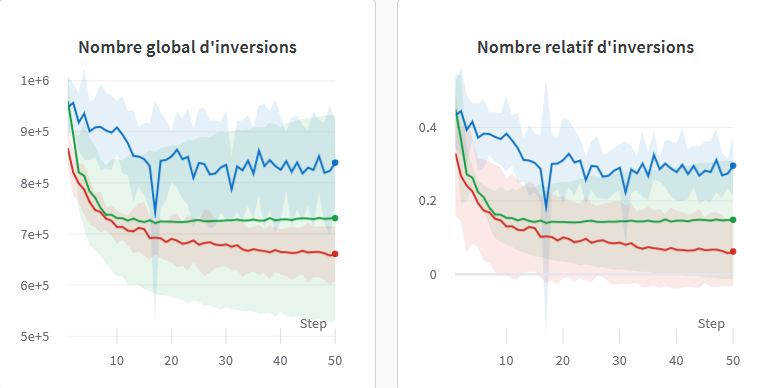 Nombre global d'inversions
1e+6
9e+5
8e+5
7e+5
6e+5
5e+5
Step
10 20 30 40 50
Nombre relatif d'inversions
0.4
0.2
0
Step
10 20 30 40 50